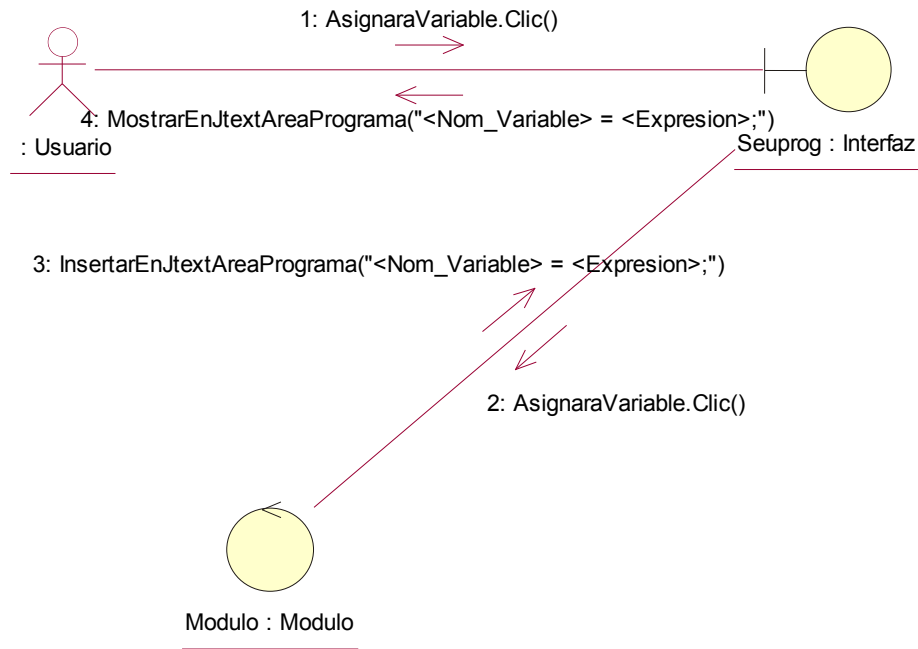 1: AsignaraVariable.Clic()
4: MostrarEnJtextAreaPrograma("<Nom_Variable> = <Expresion>;")
: Usuario
Seuprog : Interfaz
3: InsertarEnJtextAreaPrograma("<Nom_Variable> = <Expresion>;")
2: AsignaraVariable.Clic()
Modulo : Modulo